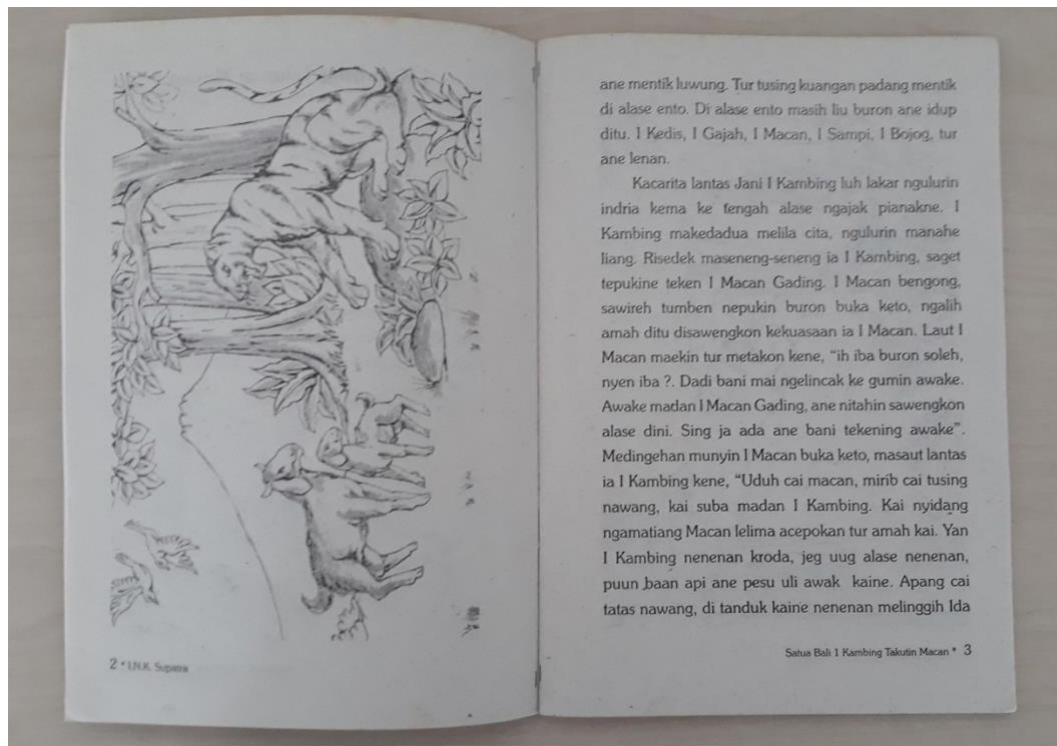 2 * I.N.K. Supatra
ane mentik luwung. Tur tusing kuangan padang mentik
di alase ento. Di alase ento masih liu buron ane idup
ditu. I Kedis, I Gajah, I Macan, I Sampi, I Bojog, tur
ane lenan.
Kacarita lantas Jani I Kambing luh lakar ngulurin
indria kema ke tengah alase ngajak pianakne. I
Kambing makedadua melila cita, ngulurin manahe
liang. Risedek maseneng-seneng ia I Kambing, saget
tepukine teken I Macan Gading. I Macan bengong,
sawireh tumben nepukin buron buka keto, ngalih
amah ditu disawengkon kekuasaan ia I Macan. Laut I
Macan maekin tur metakon kene, “ih iba buron soleh,
nyen iba ?. Dadi bani mai ngelincak ke gumin awake.
Awake madan I Macan Gading, ane nitahin sawengkon
alase dini. Sing ja ada ane bani tekening awake”.
Medingehan munyin I Macan buka keto, masaut lantas
ia I Kambing kene, “Uduh cai macan, mirib cai tusing
nawang, kai suba madan I Kambing. Kai nyidang
ngamatiang Macan lelima acepokan tur amah kai. Yan
I Kambing nenenan kroda, jeg uug alase nenenan,
puun baan api ane pesu uli awak kaine. Apang cai
tatas nawang, di tanduk kaine nenenan melinggih Ida
Satua Bali I Kambing Takutin Macan * 3